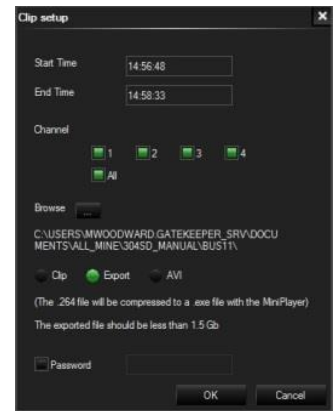 Clip setup
Start Time 14:56:48
End Time 14:58:33
Channel
1 2 3 4
All
Browse ...
C:\USERS\MWOODWARD.GATEKEEPER_SRV\DOCU
MENTS\ALL_MINE\304SD_MANUAL\BUS11\
Clip Export AVI
(The .264 file will be compressed to a .exe file with the MiniPlayer)
The exported file should be less than 1.5 Gb
Password
OK Cancel